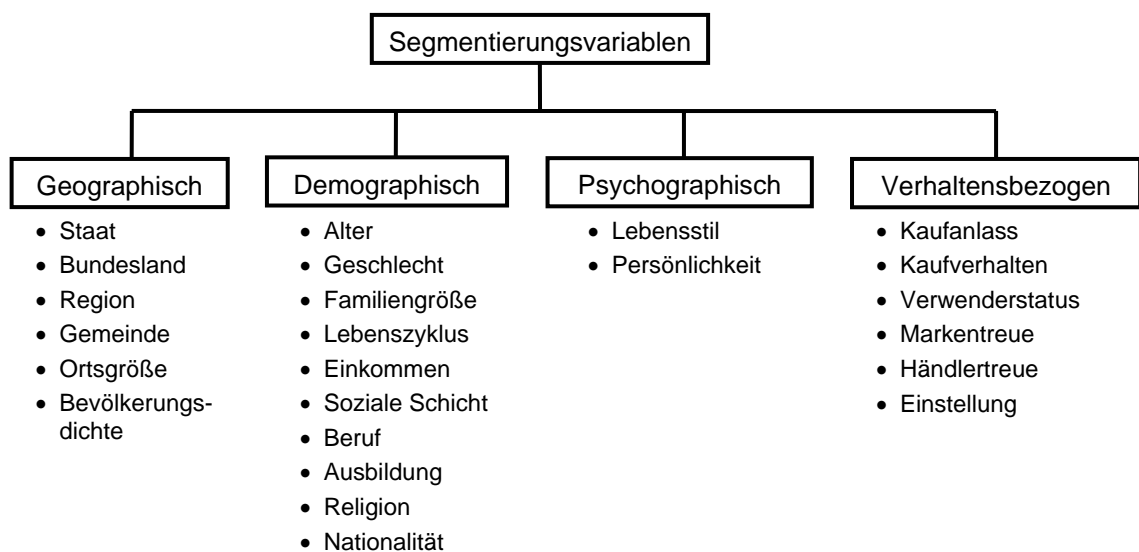 Segmentierungsvariablen
Geographisch
• Staat
• Bundesland
• Region
• Gemeinde
• Ortsgröße
• Bevölkerungs-
dichte
Demographisch
• Alter
• Geschlecht
• Familiengröße
• Lebenszyklus
• Einkommen
• Soziale Schicht
• Beruf
• Ausbildung
• Religion
• Nationalität
Psychographisch
• Lebensstil
• Persönlichkeit
Verhaltensbezogen
• Kaufanlass
• Kaufverhalten
• Verwenderstatus
• Markentreue
• Händlertreue
• Einstellung